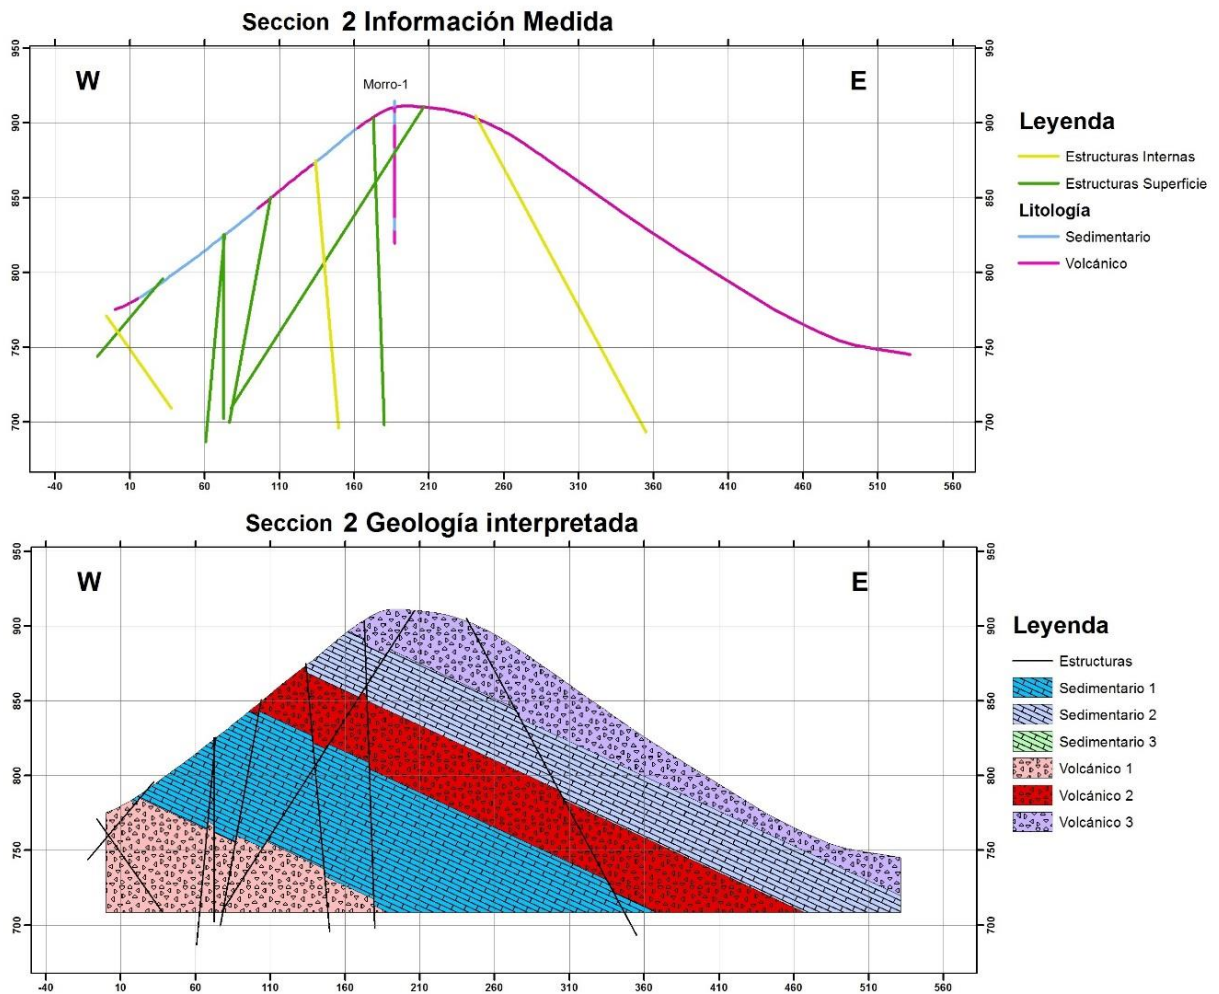 Seccion 2 Información Medida
950
900
850
800
750
700
W
Morro-1
E
950
900
850
800
750
700
-40 10 60 110 160 210 260 310 360 410 460 510 560
Leyenda
Estructuras Internas
Estructuras Superficie
Litología
Sedimentario
Volcánico
Seccion 2 Geología interpretada
950
900
850
800
750
700
W
E
950
900
850
800
750
700
-40 10 60 110 160 210 260 310 360 410 460 510 560
Leyenda
Estructuras
Sedimentario 1
Sedimentario 2
Sedimentario 3
Volcánico 1
Volcánico 2
Volcánico 3